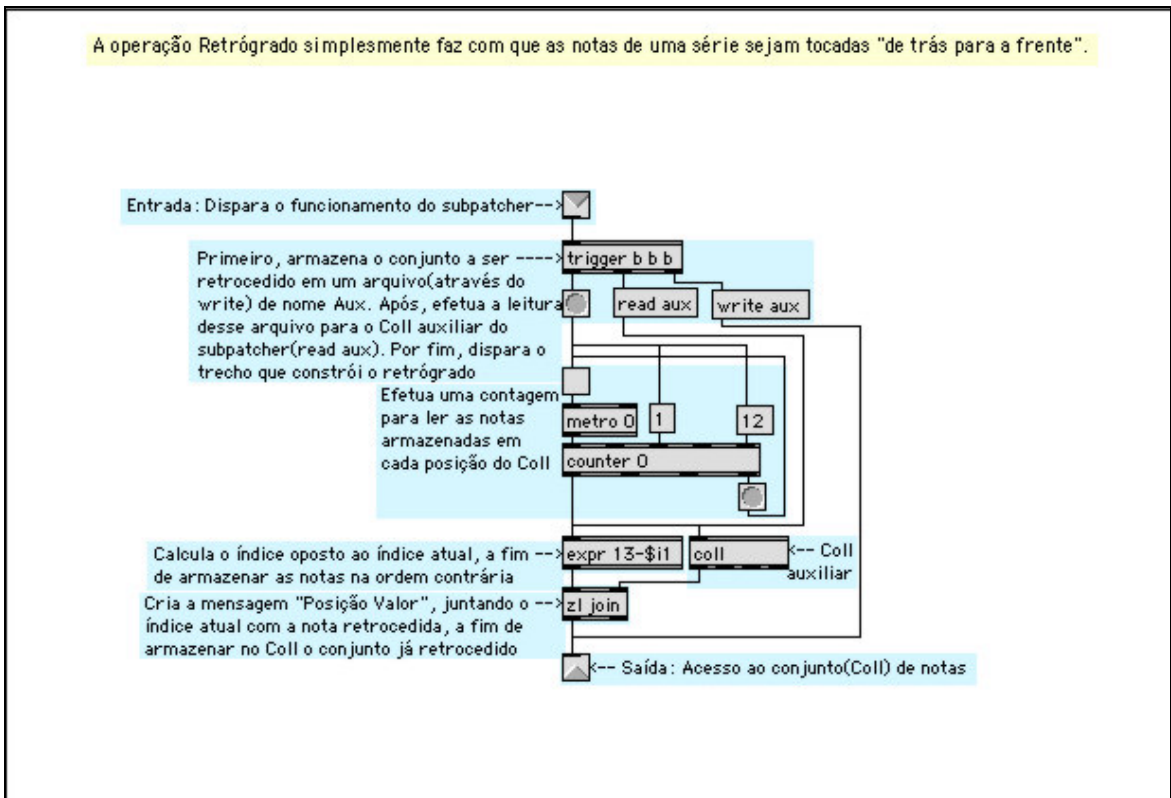 A operação Retrógrado simplesmente faz com que as notas de uma série sejam tocadas "de trás para a frente".
Entrada: Dispara o funcionamento do subpatcher-->
Primeiro, armazena o conjunto a ser ---->
retrocedido em um arquivo(através do
write) de nome Aux. Após, efetua a leitura
desse arquivo para o Coll auxiliar do
subpatcher(read aux). Por fim, dispara o
trecho que constrói o retrógrado
trigger b b b
read aux
write aux
Efetua uma contagem
para ler as notas
armazenadas em
cada posição do Coll
metro 0
1
12
counter 0
Calcula o índice oposto ao índice atual, a fim -->
de armazenar as notas na ordem contrária
expr 13-$i1
coll
<-- Coll
auxiliar
Cria a mensagem "Posição Valor", juntando o -->
índice atual com a nota retrocedida, a fim de
armazenar no Coll o conjunto já retrocedido
zl join
<-- Saída: Acesso ao conjunto(Coll) de notas